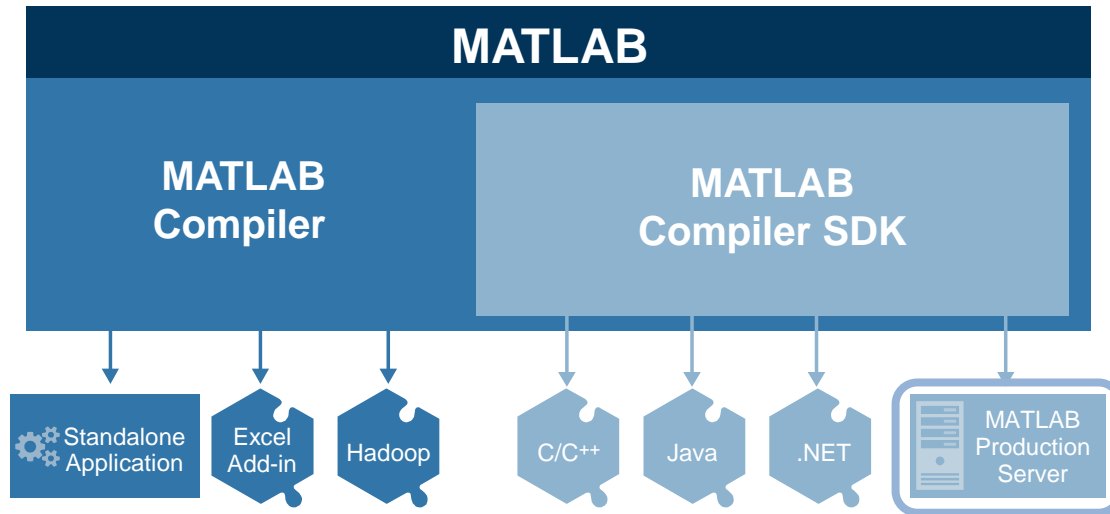 MATLAB
MATLAB
Compiler
MATLAB
Compiler SDK
Standalone
Application
Excel
Add-in
Hadoop
C/C++
Java
.NET
MATLAB
Production
Server